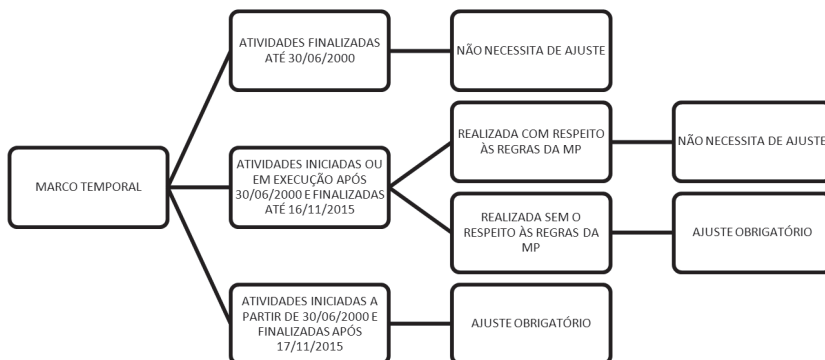 MARCO TEMPORAL
ATIVIDADES FINALIZADAS
ATÉ 30/06/2000
NÃO NECESSITA DE AJUSTE
ATIVIDADES INICIADAS OU
EM EXECUÇÃO APÓS
30/06/2000 E FINALIZADAS
ATÉ 16/11/2015
REALIZADA COM RESPEITO
ÀS REGRAS DA MP
NÃO NECESSITA DE AJUSTE
REALIZADA SEM O
RESPEITO ÀS REGRAS DA
MP
AJUSTE OBRIGATÓRIO
ATIVIDADES INICIADAS A
PARTIR DE 30/06/2000 E
FINALIZADAS APÓS
17/11/2015
AJUSTE OBRIGATÓRIO